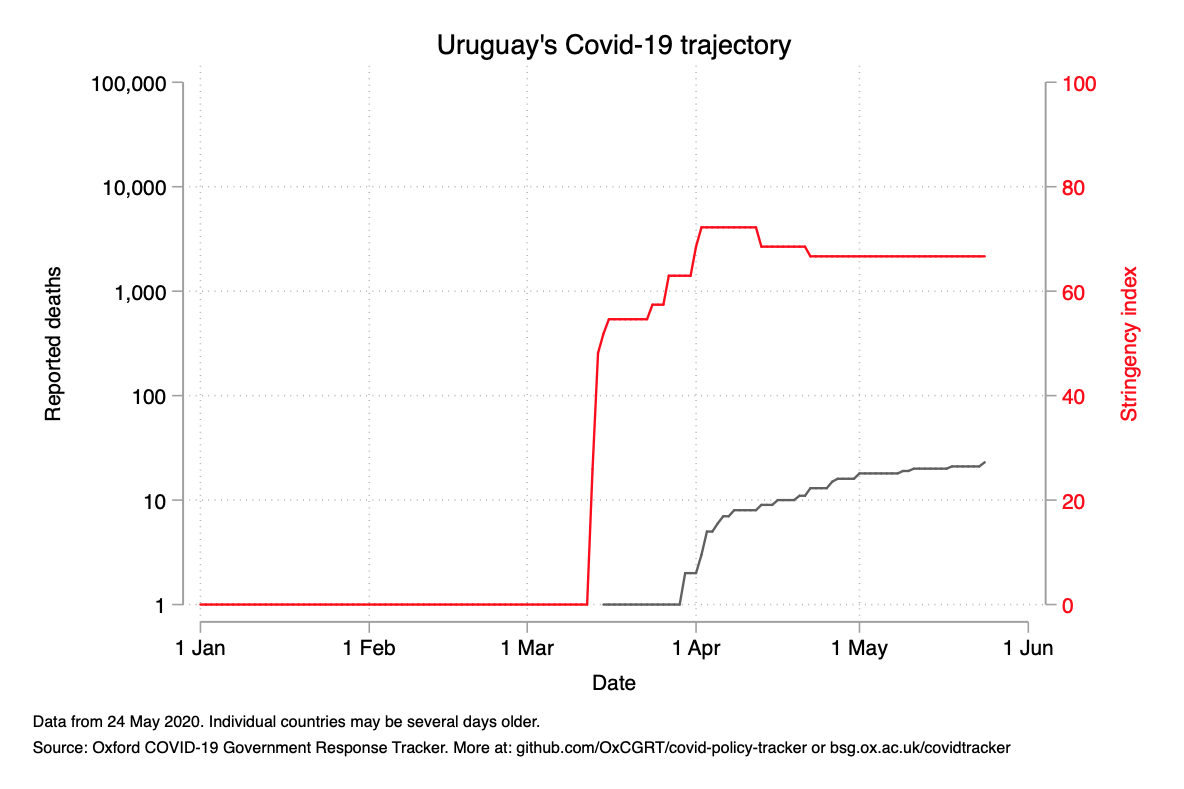 Uruguay's Covid-19 trajectory
100,000
10,000
1,000
100
10
1
Reported deaths
100
80
60
40
20
0
Stringency index
1 Jan
1 Feb
1 Mar
1 Apr
1 May
1 Jun
Date
Data from 24 May 2020. Individual countries may be several days older.
Source: Oxford COVID-19 Government Response Tracker. More at: github.com/OxCGRT/covid-policy-tracker or bsg.ox.ac.uk/covidtracker